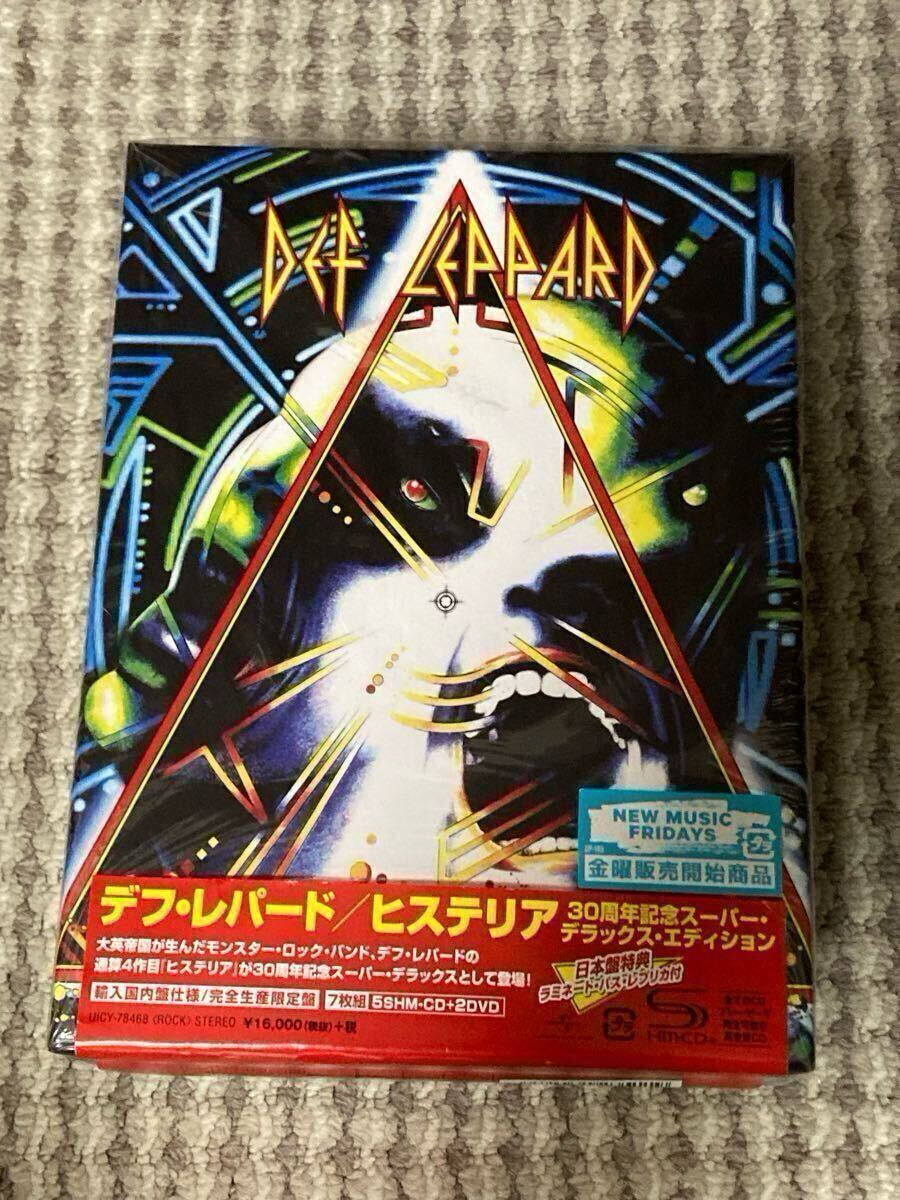 DEF LEPPARD
NEW MUSIC
FRIDAYS
金曜販売開始商品
デフ・レパード/ヒステリア 30周年記念スーパー・
デラックス・エディション
大英帝国が生んだモンスター・ロック・バンド、デフ・レパードの
通算4作目『ヒステリア』が30周年記念スーパー・デラックスとして登場!
日本盤特典
ラミネート・パス・レプリカ付
輸入国内盤仕様/完全生産限定盤 7枚組 5SHM-CD+2DVD
UICY-78468 〈ROCK〉 STEREO ¥16,000(税抜)+税
プラ
SHM-CD